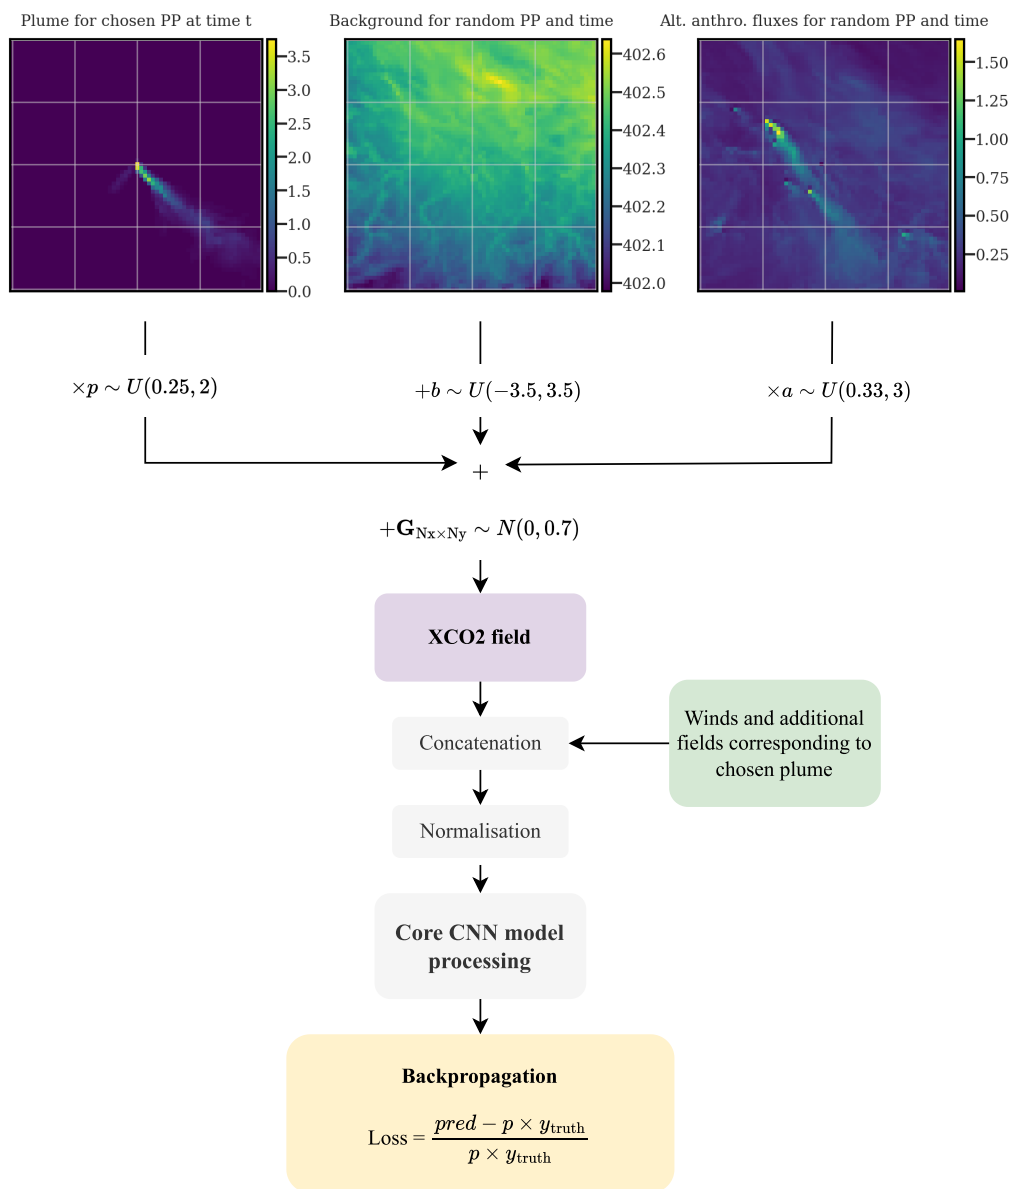 Plume for chosen PP at time t
Background for random PP and time
Alt. anthro. fluxes for random PP and time
3.5
3.0
2.5
2.0
1.5
1.0
0.5
0.0
402.6
402.5
402.4
402.3
402.2
402.1
402.0
1.50
1.25
1.00
0.75
0.50
0.25
×p ∼ U(0.25, 2)
+b ∼ U(−3.5, 3.5)
×a ∼ U(0.33, 3)
+
+G_{Nx×Ny} ∼ N(0, 0.7)
XCO2 field
Concatenation
Winds and additional
fields corresponding to
chosen plume
Normalisation
Core CNN model
processing
Backpropagation
Loss = \frac{pred − p × y_{truth}}{p × y_{truth}}